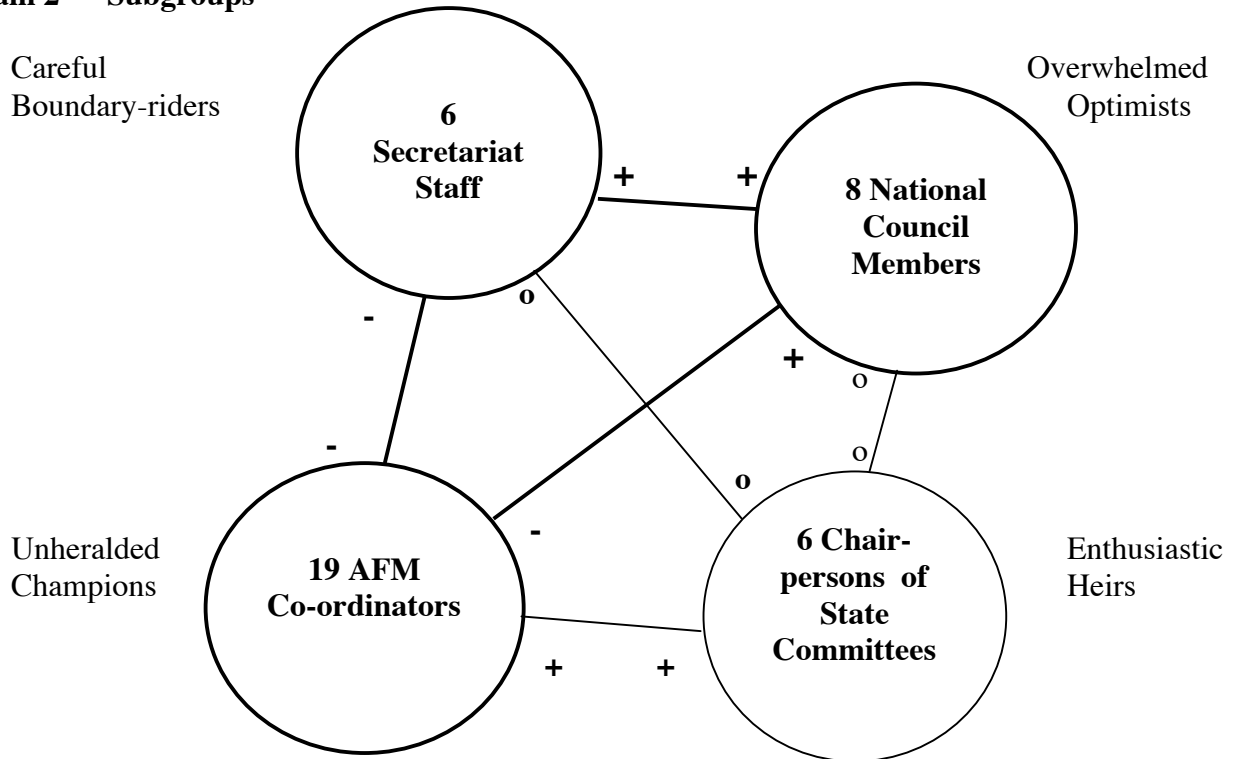 Subgroups
Careful
Boundary-riders
6
Secretariat
Staff
Overwhelmed
Optimists
8 National
Council
Members
+ +
-
o
+
o
-
o
o
-
Unheralded
Champions
19 AFM
Co-ordinators
6 Chair-
persons of
State
Committees
Enthusiastic
Heirs
+ +